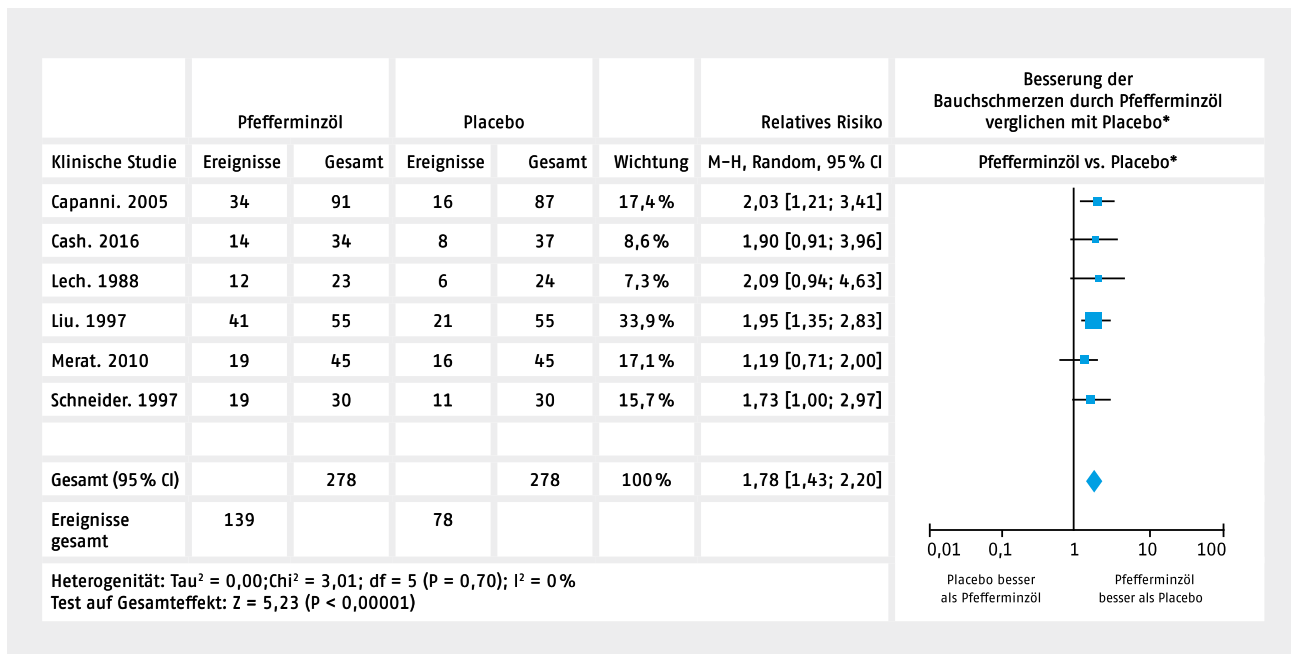 Pfefferminzöl Placebo Relatives Risiko
Besserung der
Bauchschmerzen durch Pfefferminzöl
verglichen mit Placebo*
Klinische Studie Ereignisse Gesamt Ereignisse Gesamt Wichtung M–H, Random, 95 % CI Pfefferminzöl vs. Placebo*
Capanni. 2005 34 91 16 87 17,4 % 2,03 [1,21; 3,41]
Cash. 2016 14 34 8 37 8,6 % 1,90 [0,91; 3,96]
Lech. 1988 12 23 6 24 7,3 % 2,09 [0,94; 4,63]
Liu. 1997 41 55 21 55 33,9 % 1,95 [1,35; 2,83]
Merat. 2010 19 45 16 45 17,1 % 1,19 [0,71; 2,00]
Schneider. 1997 19 30 11 30 15,7 % 1,73 [1,00; 2,97]
Gesamt (95 % CI) 278 278 100 % 1,78 [1,43; 2,20]
Ereignisse 139 78
gesamt
Heterogenität: Tau² = 0,00;Chi² = 3,01; df = 5 (P = 0,70); I² = 0 %
Test auf Gesamteffekt: Z = 5,23 (P < 0,00001)
0,01 0,1 1 10 100
Placebo besser
als Pfefferminzöl
Pfefferminzöl
besser als Placebo